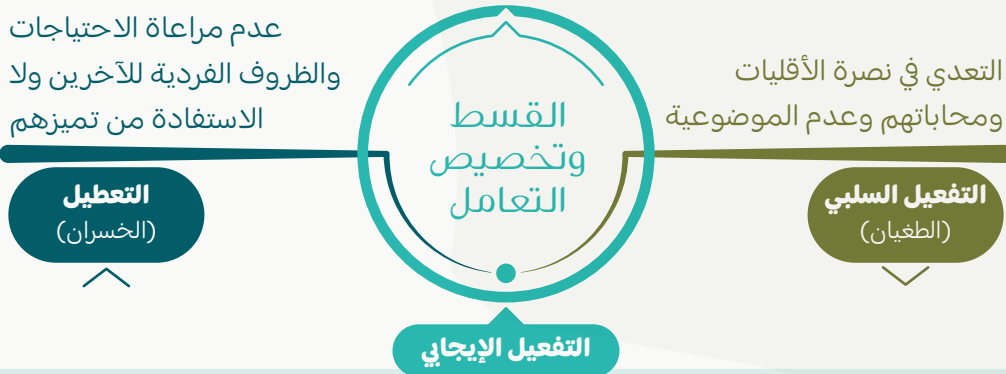 التعدي في نصرة الأقليات
ومحاباتهم وعدم الموضوعية
التفعيل السلبي
(الطغيان)
القسط
وتخصيص
التعامل
عدم مراعاة الاحتياجات
والظروف الفردية للآخرين ولا
الاستفادة من تميزهم
التعطيل
(الخسران)
التفعيل الإيجابي